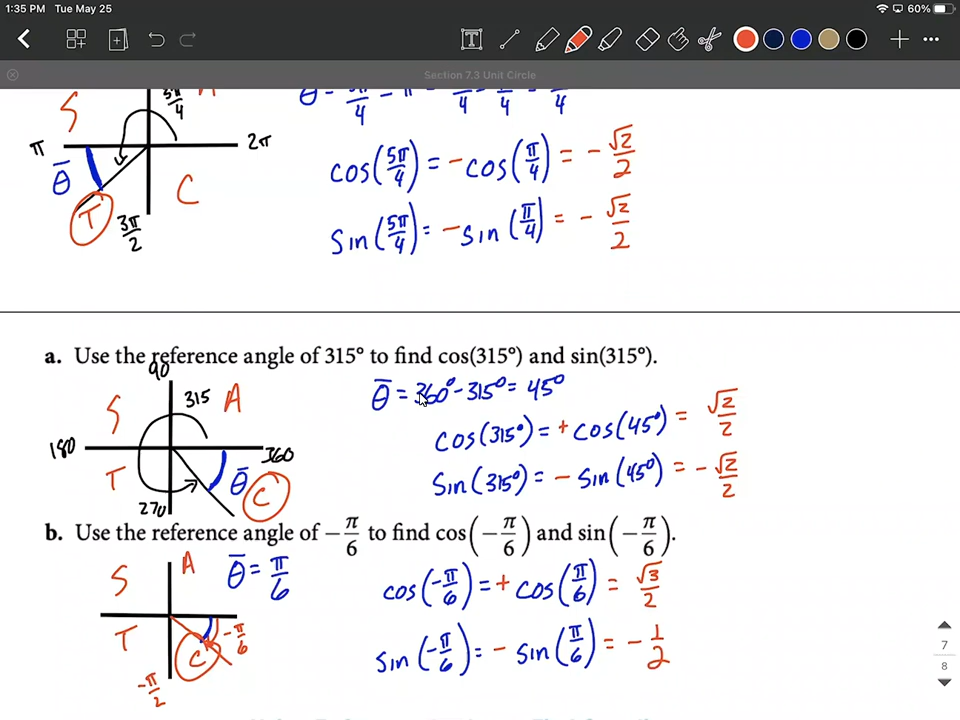 1:35 PM Tue May 25
60%
T
Section 7.3 Unit Circle
S
5π/4
π
2π
θ̄
C
T
3π/2
cos(5π/4) = -cos(π/4) = -√2/2
sin(5π/4) = -sin(π/4) = -√2/2
a. Use the reference angle of 315° to find cos(315°) and sin(315°).
90
S
315
A
180
360
T
θ̄
C
270
θ̄ = 360° - 315° = 45°
cos(315°) = +cos(45°) = √2/2
sin(315°) = -sin(45°) = -√2/2
b. Use the reference angle of -π/6 to find cos(-π/6) and sin(-π/6).
S
A
θ̄ = π/6
T
C
-π/6
-π/2
cos(-π/6) = +cos(π/6) = √3/2
sin(-π/6) = -sin(π/6) = -1/2
7
8